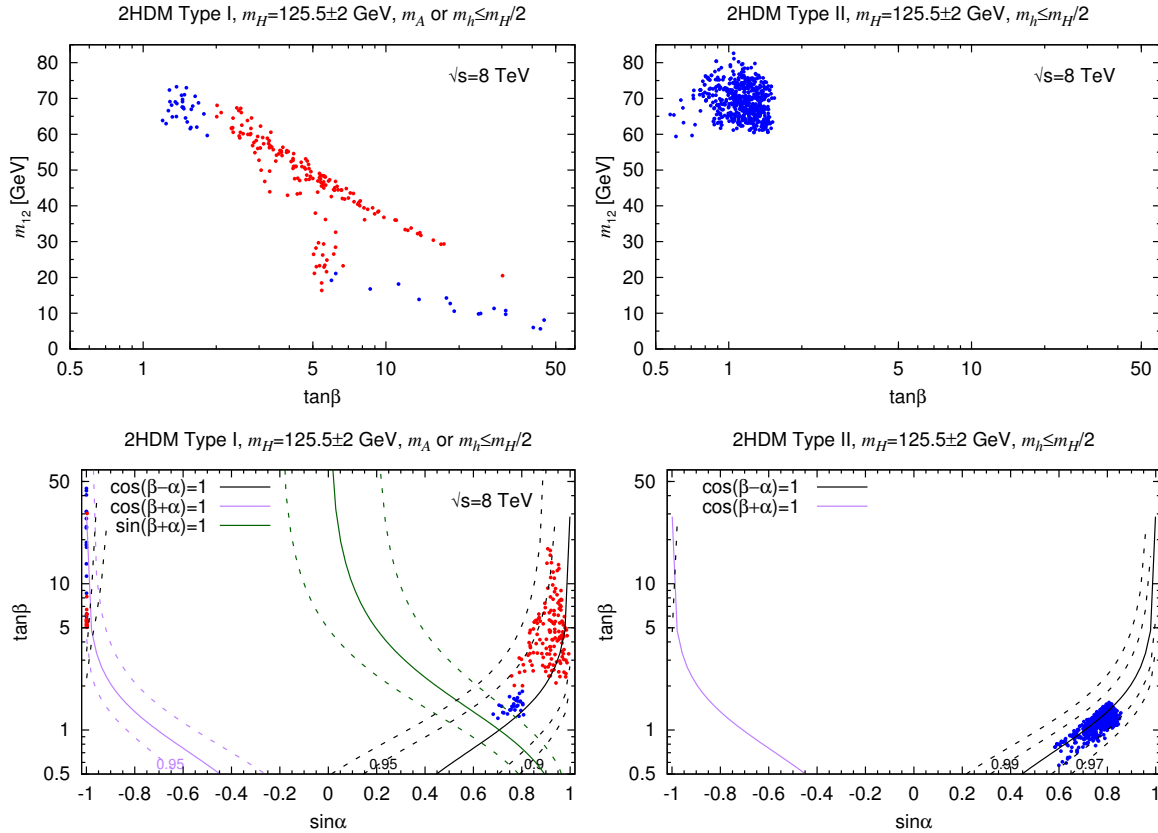 2HDM Type I, m_H=125.5±2 GeV, m_A or m_h≤m_H/2
√s=8 TeV
m_12 [GeV]
80
70
60
50
40
30
20
10
0
0.5 1 5 10 50
tanβ
2HDM Type II, m_H=125.5±2 GeV, m_h≤m_H/2
√s=8 TeV
m_12 [GeV]
80
70
60
50
40
30
20
10
0
0.5 1 5 10 50
tanβ
2HDM Type I, m_H=125.5±2 GeV, m_A or m_h≤m_H/2
cos(β−α)=1
cos(β+α)=1
sin(β+α)=1
√s=8 TeV
tanβ
50
10
5
1
0.5
0.95 0.95 0.9
-1 -0.8 -0.6 -0.4 -0.2 0 0.2 0.4 0.6 0.8 1
sinα
2HDM Type II, m_H=125.5±2 GeV, m_h≤m_H/2
cos(β−α)=1
cos(β+α)=1
tanβ
50
10
5
1
0.5
0.99 0.97
-1 -0.8 -0.6 -0.4 -0.2 0 0.2 0.4 0.6 0.8 1
sinα